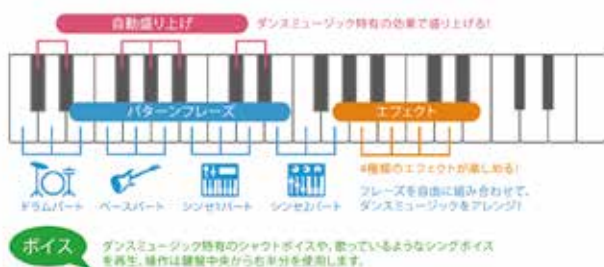 自動盛り上げ
ダンスミュージック特有の効果で盛り上げる!
パターンフレーズ
エフェクト
ドラムパート
ベースパート
シンセ1パート
シンセ2パート
4種類のエフェクトが楽しめる!
フレーズを自由に組み合わせて、
ダンスミュージックをアレンジ!
ボイス
ダンスミュージック特有のシャウトボイスや、歌っているようなシングボイス
を再生。操作は鍵盤中央から右半分を使用します。